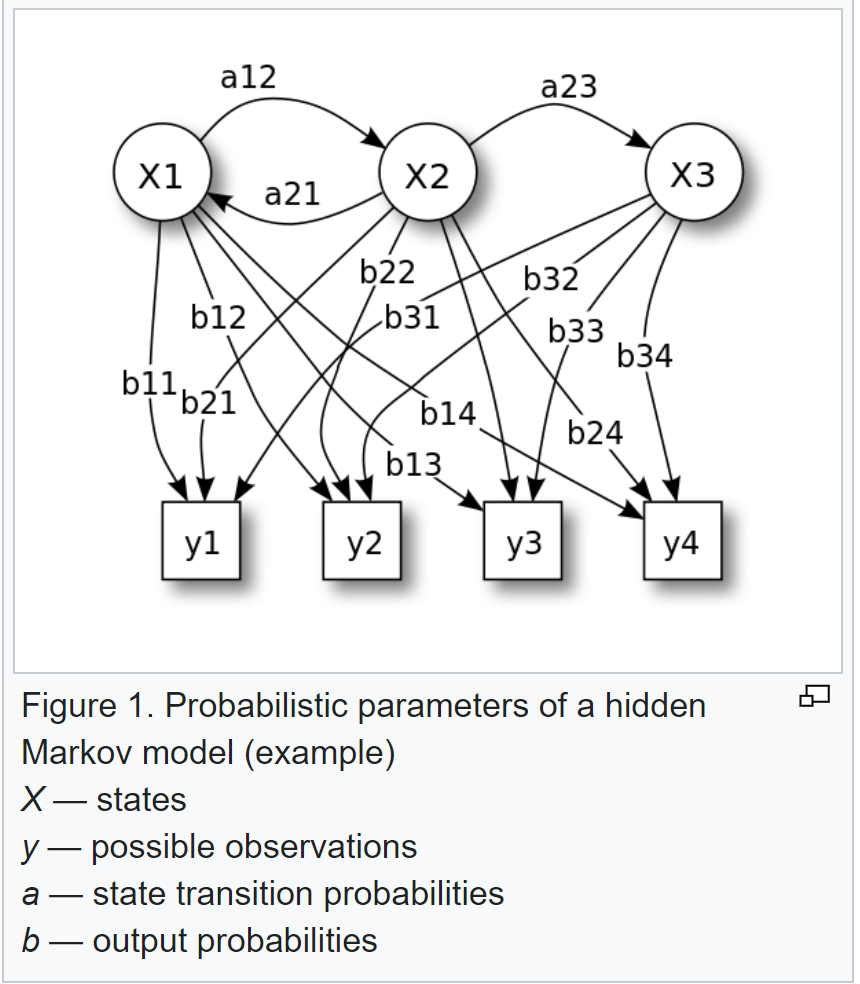 a12
a23
X1
X2
X3
a21
b22
b32
b12
b31
b33
b34
b11
b21
b14
b24
b13
y1
y2
y3
y4
Figure 1. Probabilistic parameters of a hidden
Markov model (example)
X — states
y — possible observations
a — state transition probabilities
b — output probabilities